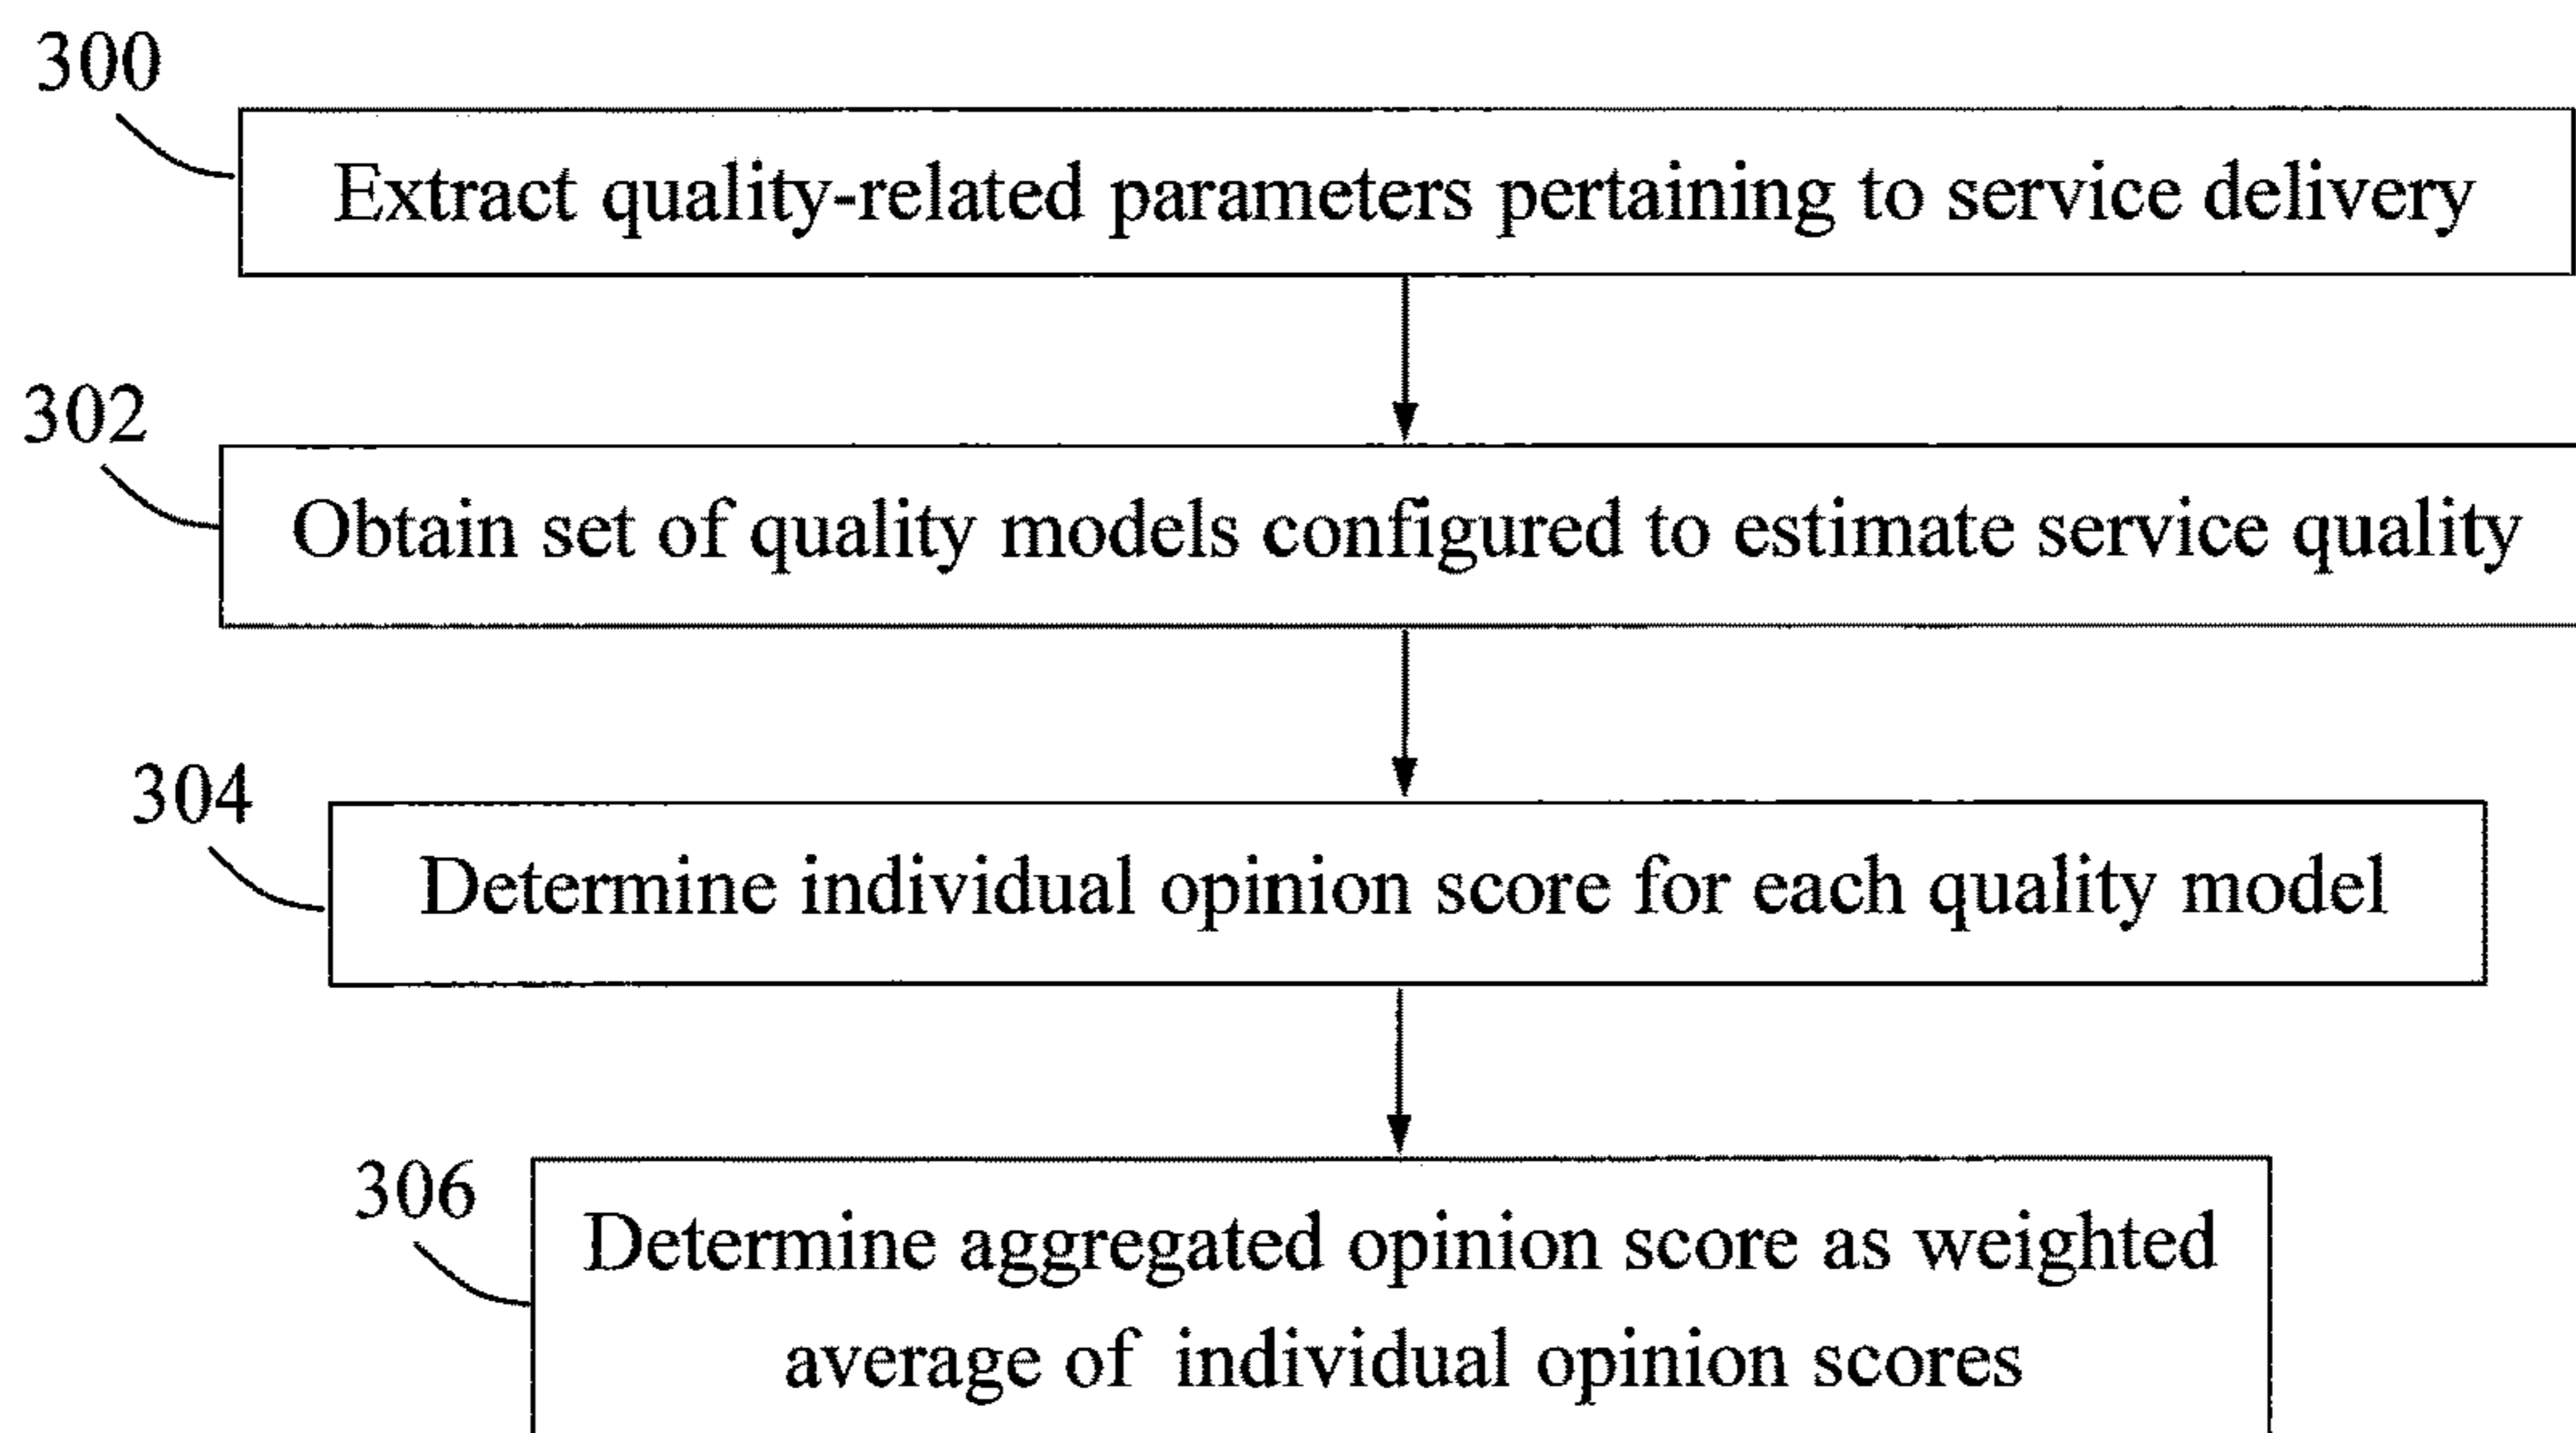 300
Extract quality-related parameters pertaining to service delivery
302
Obtain set of quality models configured to estimate service quality
304
Determine individual opinion score for each quality model
306
Determine aggregated opinion score as weighted
average of individual opinion scores